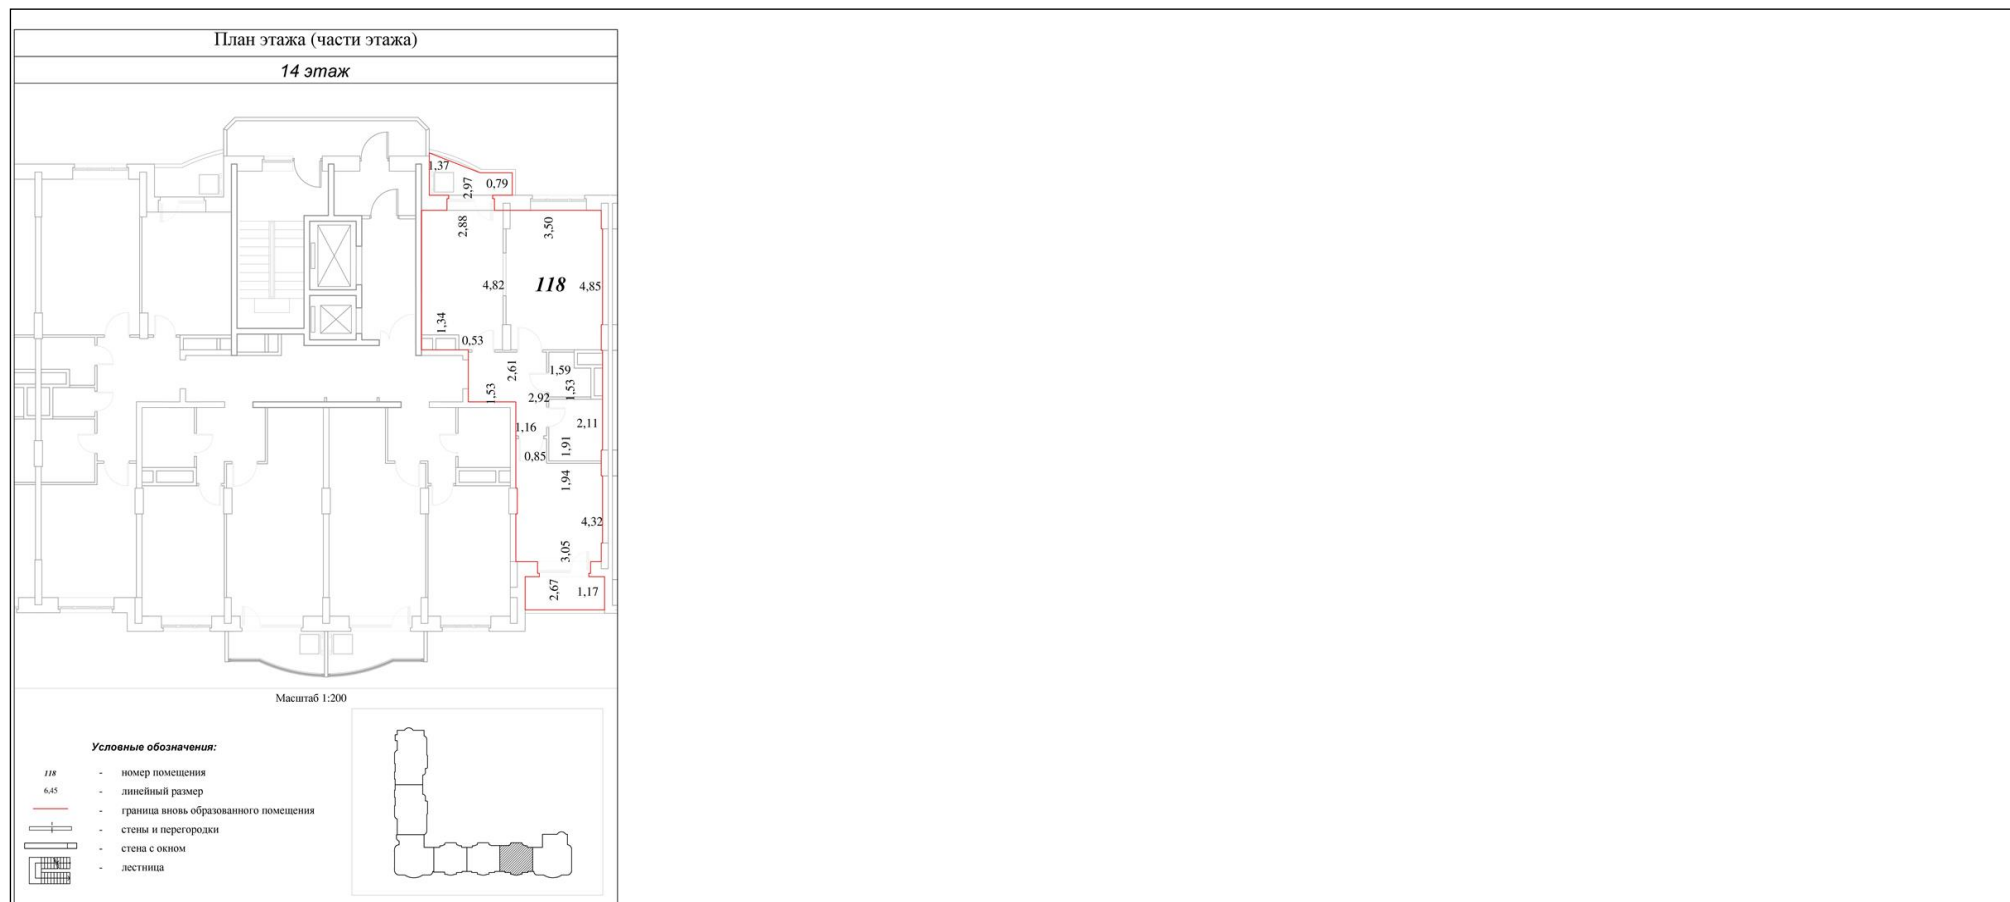 План этажа (части этажа)
14 этаж
1,37
2,97
0,79
2,88
3,50
4,82
118
4,85
1,34
0,53
2,61
1,59
1,53
1,53
2,92
1,16
2,11
1,91
0,85
1,94
4,32
3,05
2,67
1,17
Масштаб 1:200
Условные обозначения:
118 - номер помещения
6,45 - линейный размер
- граница вновь образованного помещения
- стены и перегородки
- стена с окном
- лестница